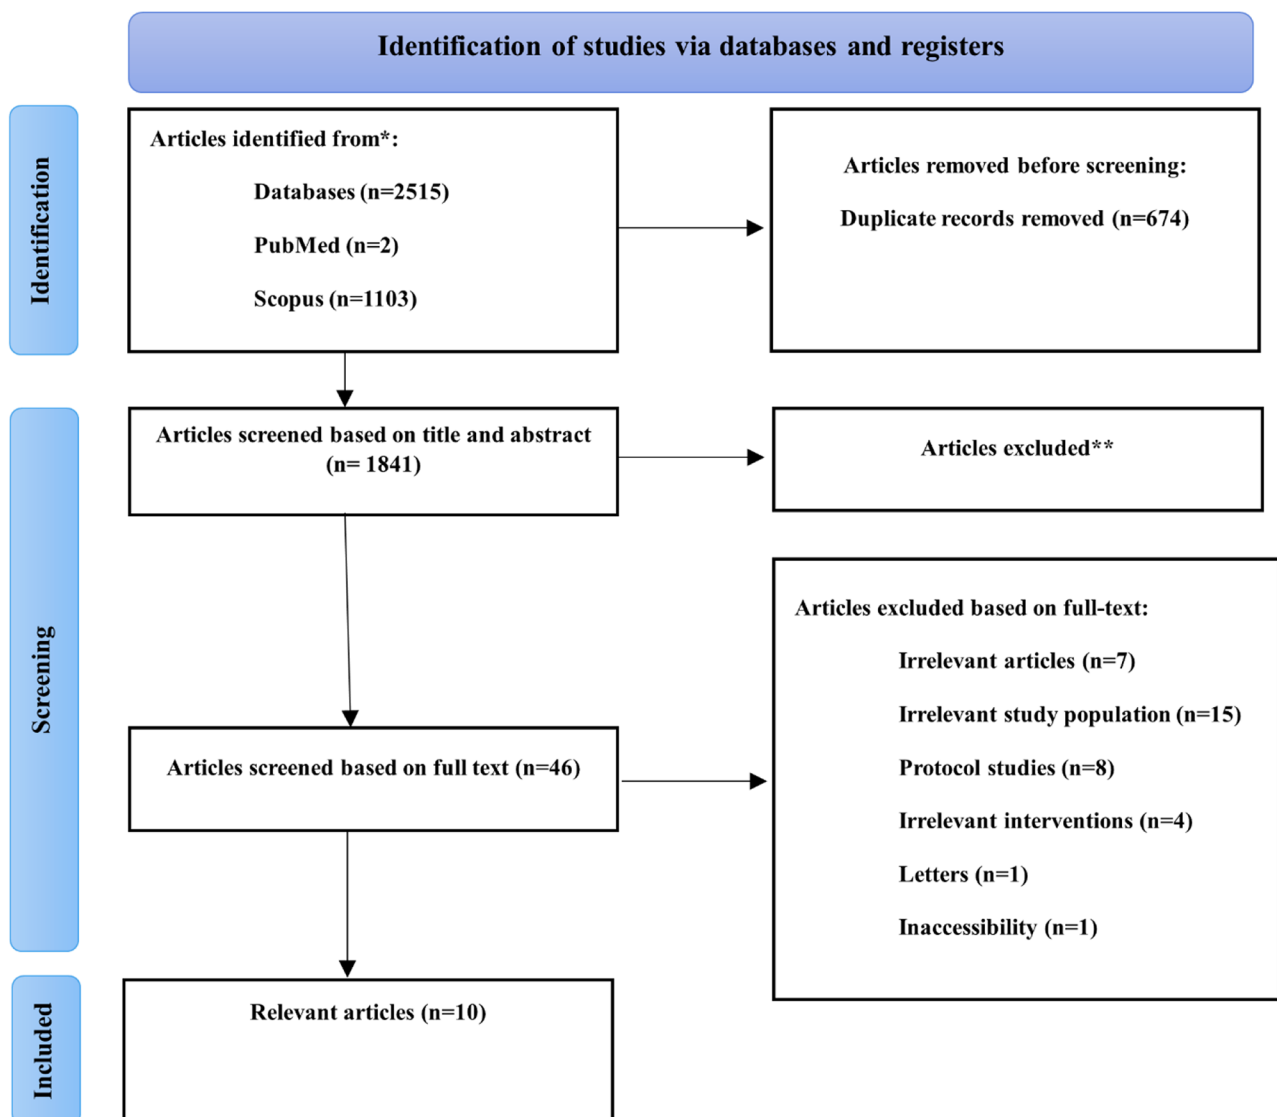 Identification of studies via databases and registers
Identification
Articles identified from*:
Databases (n=2515)
PubMed (n=2)
Scopus (n=1103)
Articles removed before screening:
Duplicate records removed (n=674)
Screening
Articles screened based on title and abstract
(n= 1841)
Articles excluded**
Articles screened based on full text (n=46)
Articles excluded based on full-text:
Irrelevant articles (n=7)
Irrelevant study population (n=15)
Protocol studies (n=8)
Irrelevant interventions (n=4)
Letters (n=1)
Inaccessibility (n=1)
Included
Relevant articles (n=10)